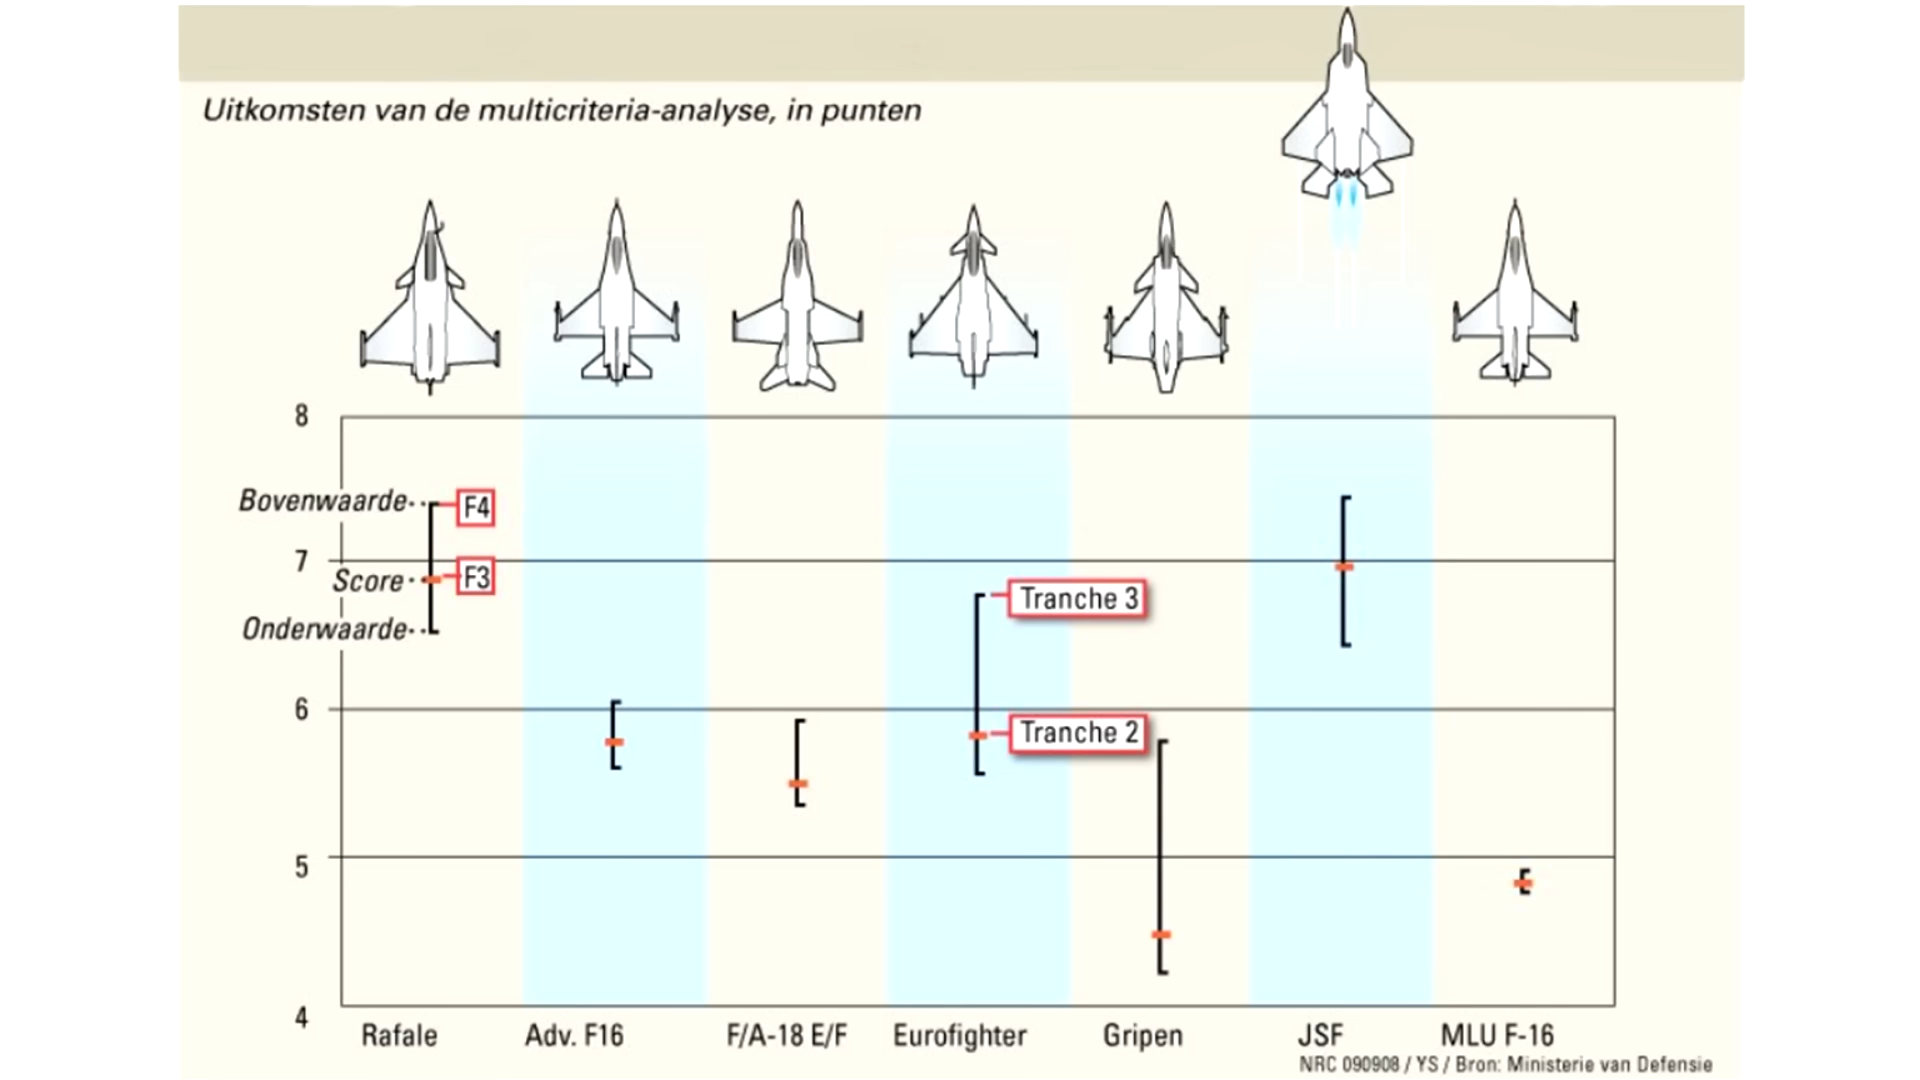 Uitkomsten van de multicriteria-analyse, in punten
8
Bovenwaarde
F4
7
Score
F3
Tranche 3
Onderwaarde
6
Tranche 2
5
4
Rafale
Adv. F16
F/A-18 E/F
Eurofighter
Gripen
JSF
MLU F-16
NRC 090908 / YS / Bron: Ministerie van Defensie